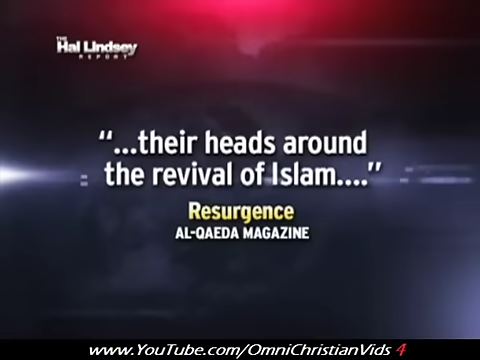 THE
Hal Lindsey
REPORT
“...their heads around
the revival of Islam....”
Resurgence
AL-QAEDA MAGAZINE
www.YouTube.com/OmniChristianVids 4